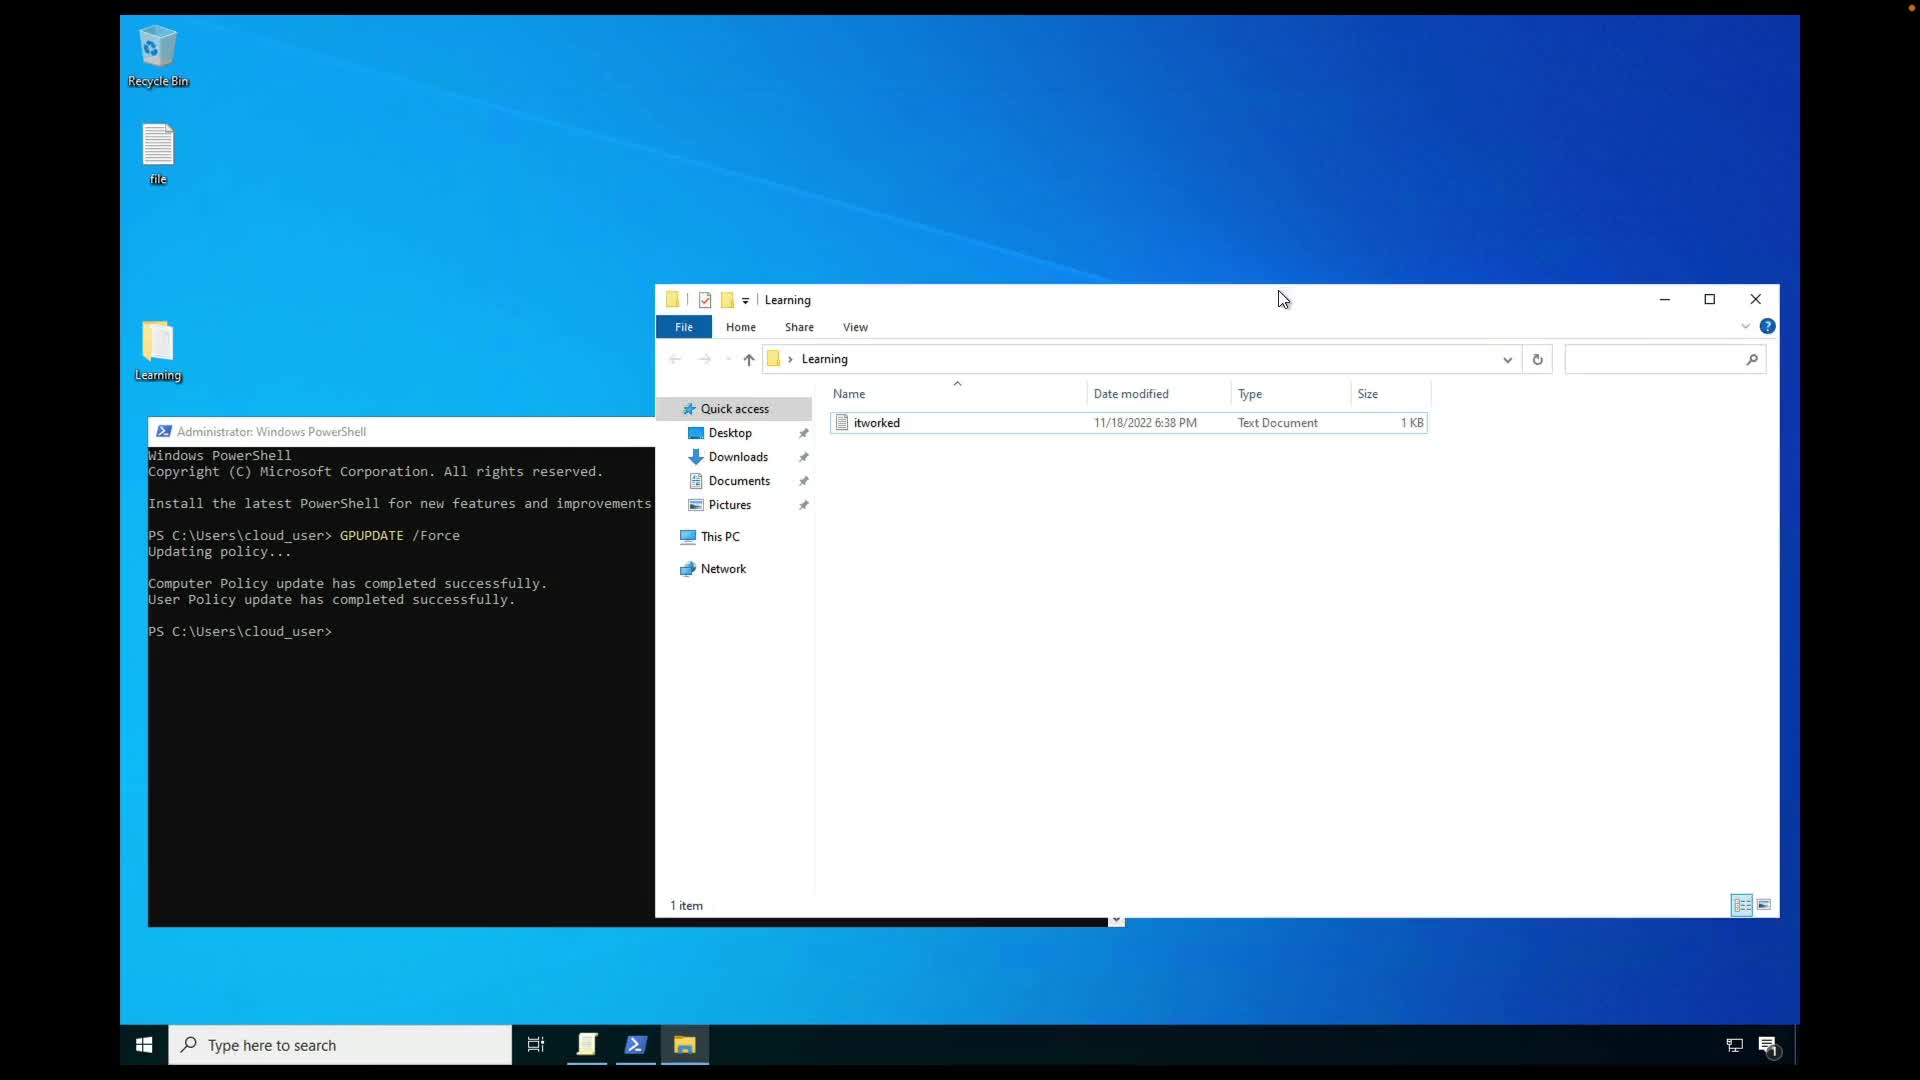 Recycle Bin
file
Learning
Administrator: Windows PowerShell
Windows PowerShell
Copyright (C) Microsoft Corporation. All rights reserved.
Install the latest PowerShell for new features and improvements
PS C:\Users\cloud_user> GPUPDATE /Force
Updating policy...
Computer Policy update has completed successfully.
User Policy update has completed successfully.
PS C:\Users\cloud_user>
Learning
File Home Share View
?
Learning
Name Date modified Type Size
itworked 11/18/2022 6:38 PM Text Document 1 KB
Quick access
Desktop
Downloads
Documents
Pictures
This PC
Network
1 item
Type here to search
1